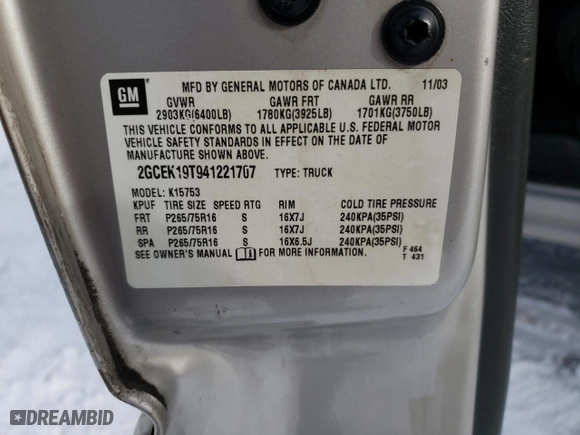 GM
MFD BY GENERAL MOTORS OF CANADA LTD. 11/03
GVWR GAWR FRT GAWR RR
2903KG(6400LB) 1780KG(3925LB) 1701KG(3750LB)
THIS VEHICLE CONFORMS TO ALL APPLICABLE U.S. FEDERAL MOTOR
VEHICLE SAFETY STANDARDS IN EFFECT ON THE DATE OF
MANUFACTURE SHOWN ABOVE.
2GCEK19T941221707 TYPE: TRUCK
MODEL: K15753
KPUF TIRE SIZE SPEED RTG RIM COLD TIRE PRESSURE
FRT P265/75R16 S 16X7J 240KPA(35PSI)
RR P265/75R16 S 16X7J 240KPA(35PSI)
SPA P265/75R16 S 16X6.5J 240KPA(35PSI)
SEE OWNER'S MANUAL FOR MORE INFORMATION.
F 464
T 431
DREAMBID